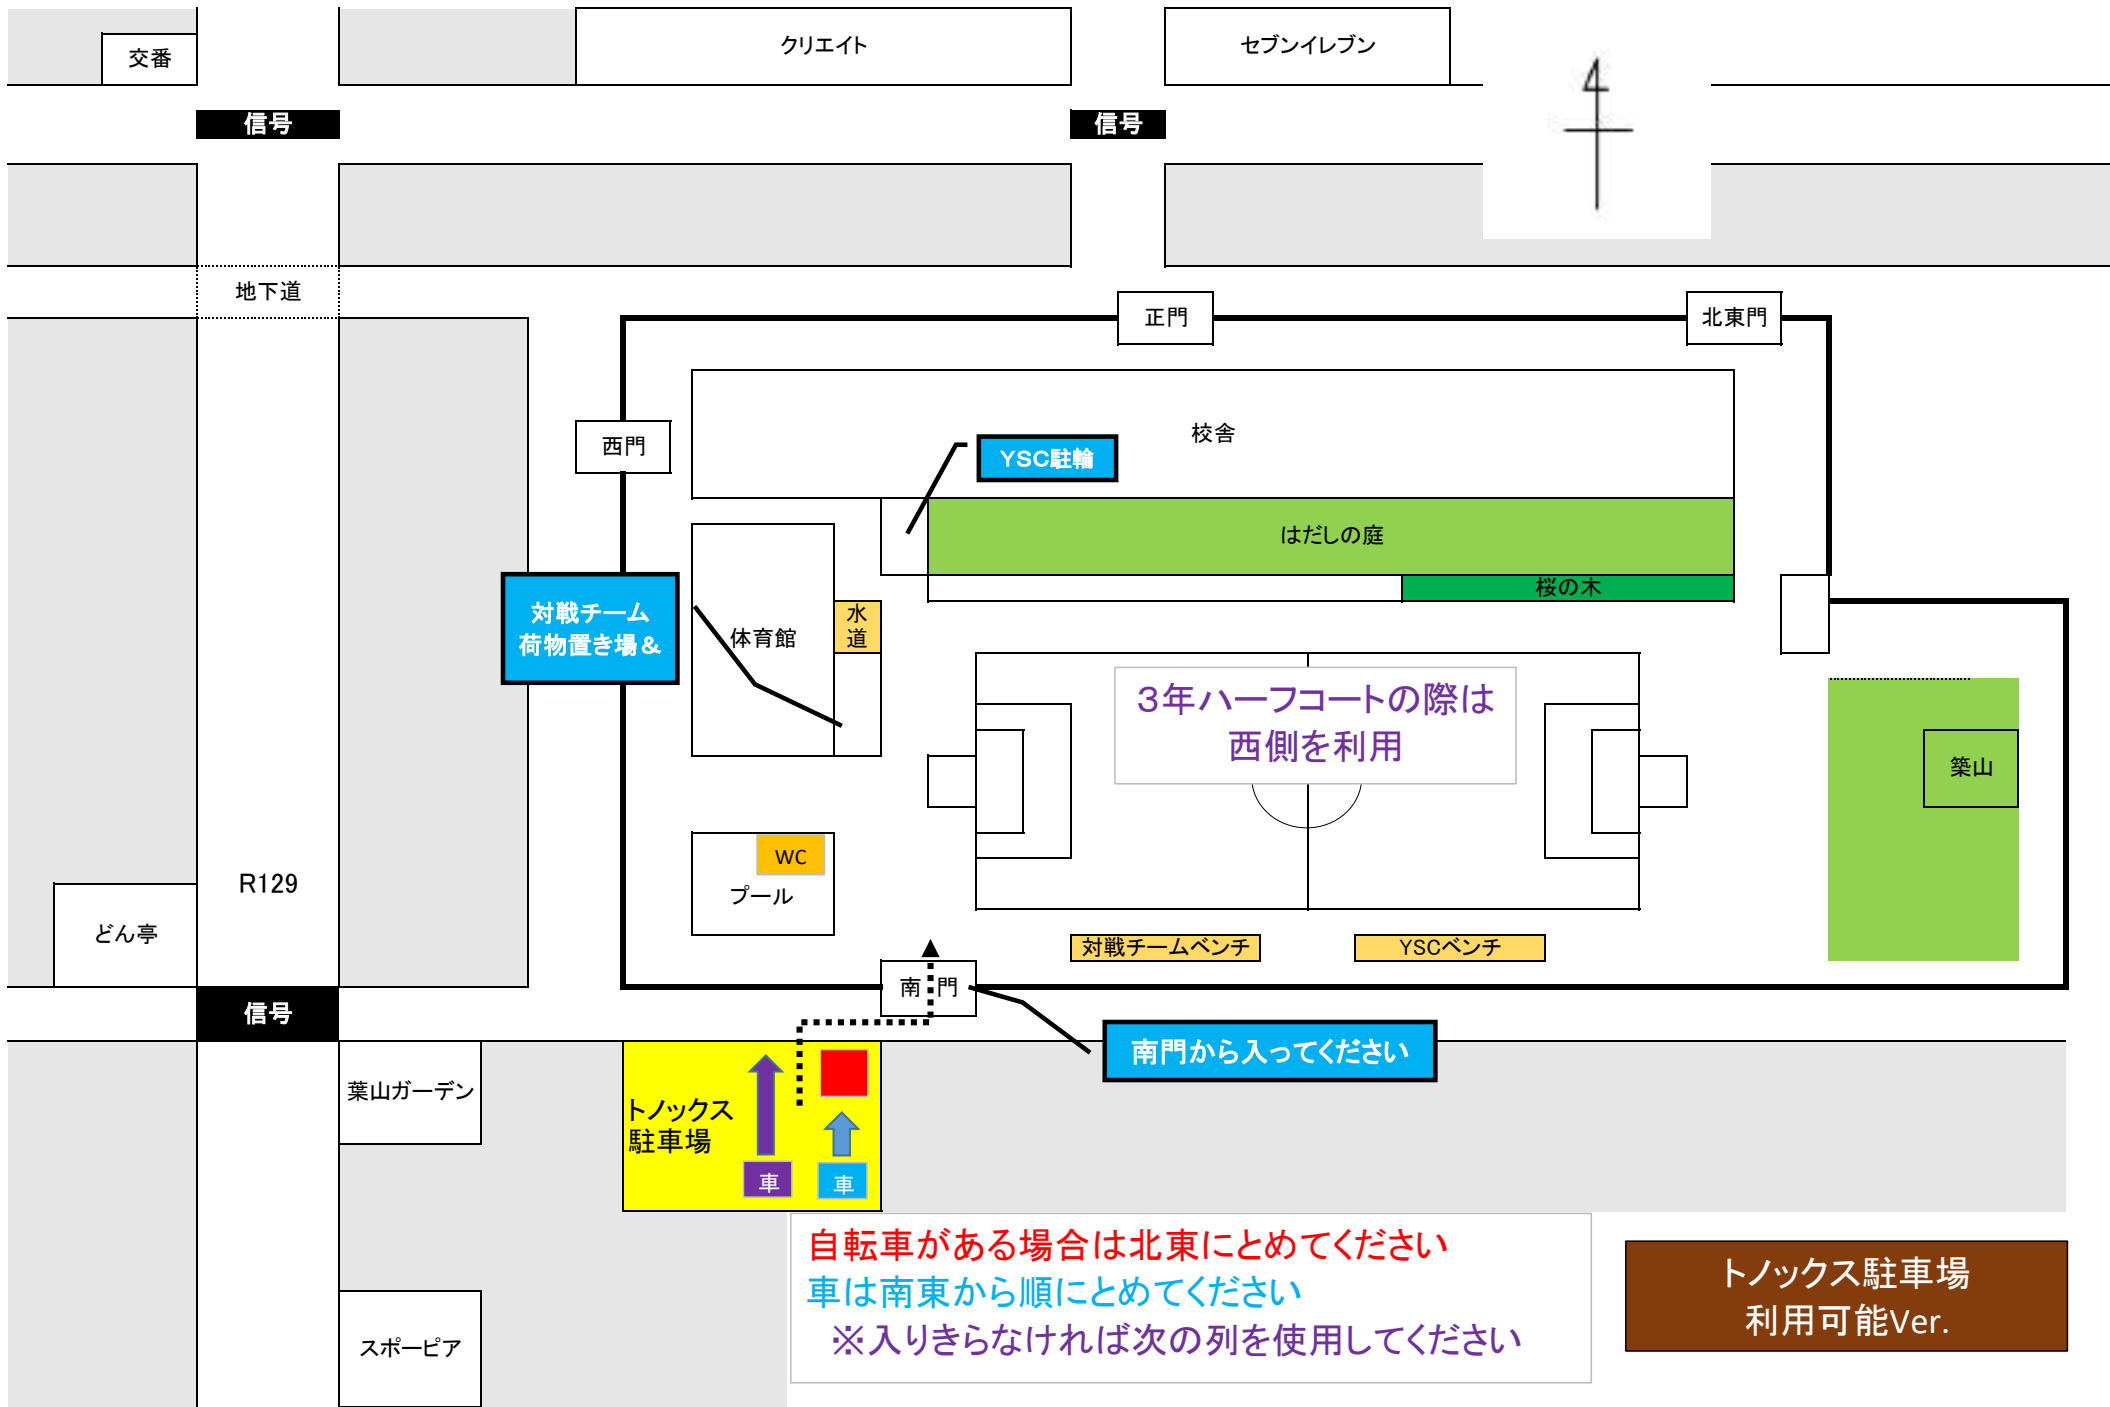 交番
クリエイト
セブンイレブン
信号
信号
地下道
正門
北東門
西門
校舎
YSC駐輪
はだしの庭
桜の木
対戦チーム
荷物置き場&
体育館
水
道
3年ハーフコートの際は
西側を利用
築山
WC
プール
R129
どん亭
対戦チームベンチ
YSCベンチ
南門
信号
南門から入ってください
葉山ガーデン
トノックス
駐車場
車
車
自転車がある場合は北東にとめてください
車は南東から順にとめてください
※入りきらなければ次の列を使用してください
トノックス駐車場
利用可能Ver.
スポーピア